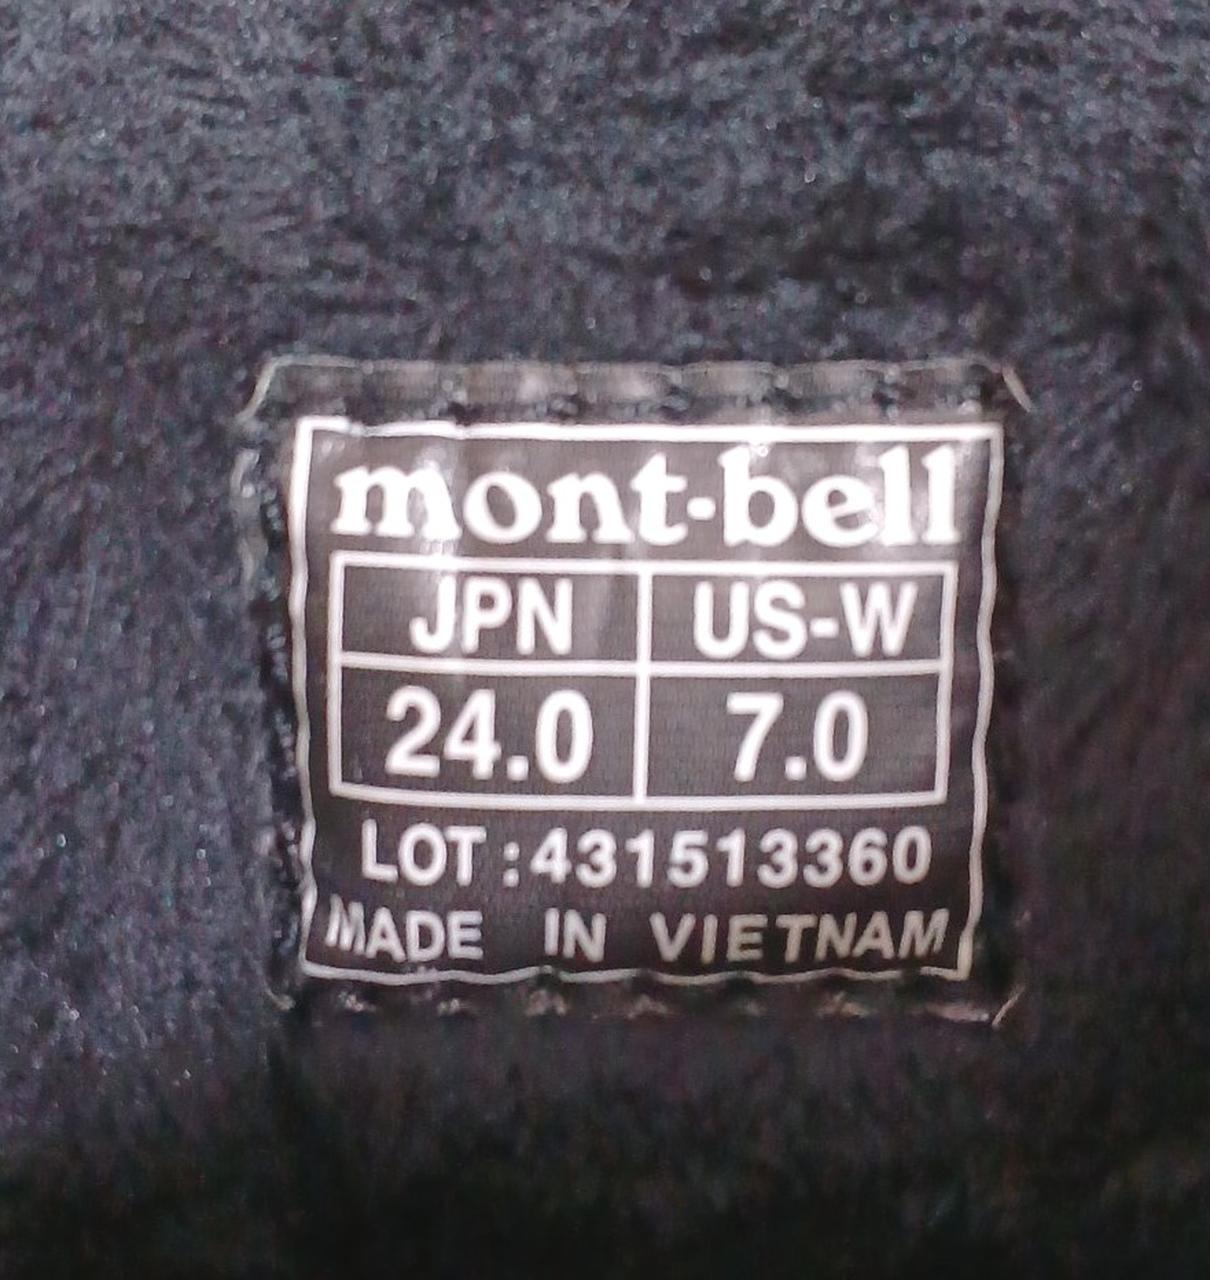 mont-bell
JPN US-W
24.0 7.0
LOT:431513360
MADE IN VIETNAM